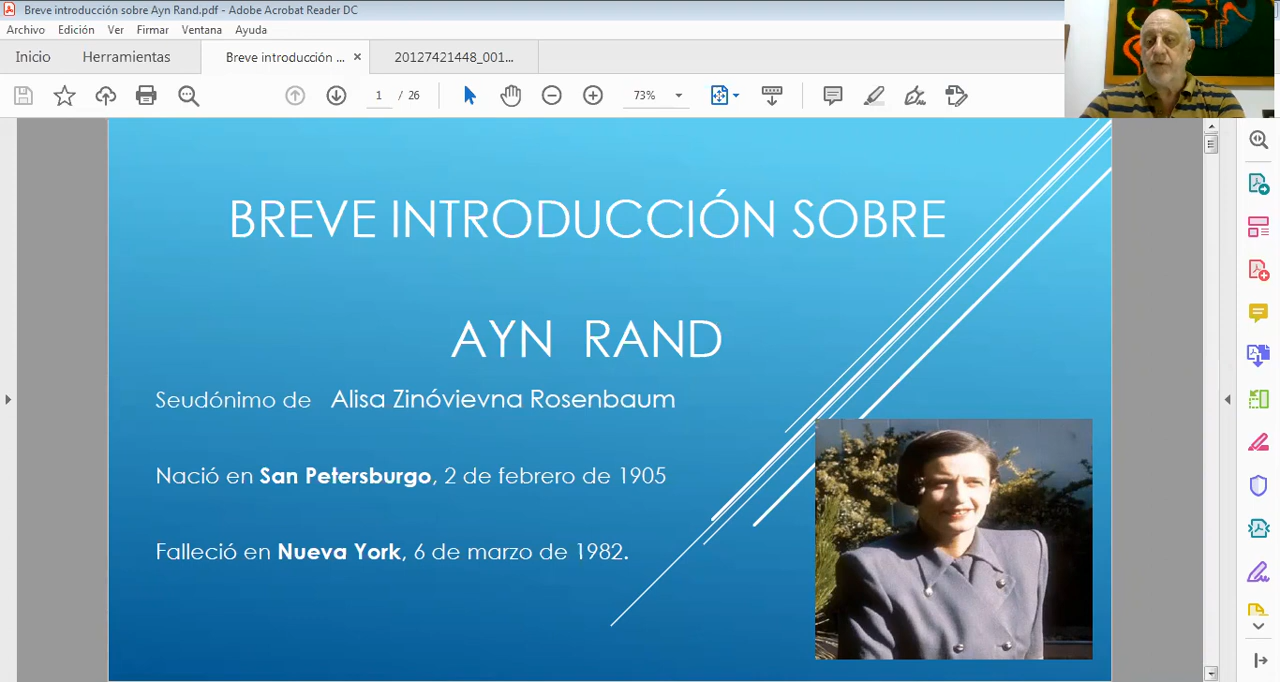 Breve introducción sobre Ayn Rand.pdf - Adobe Acrobat Reader DC
Archivo Edición Ver Firmar Ventana Ayuda
Inicio Herramientas Breve introducción ... × 20127421448_001...
1 / 26 73%
BREVE INTRODUCCIÓN SOBRE
AYN RAND
Seudónimo de Alisa Zinóvievna Rosenbaum
Nació en San Petersburgo, 2 de febrero de 1905
Falleció en Nueva York, 6 de marzo de 1982.